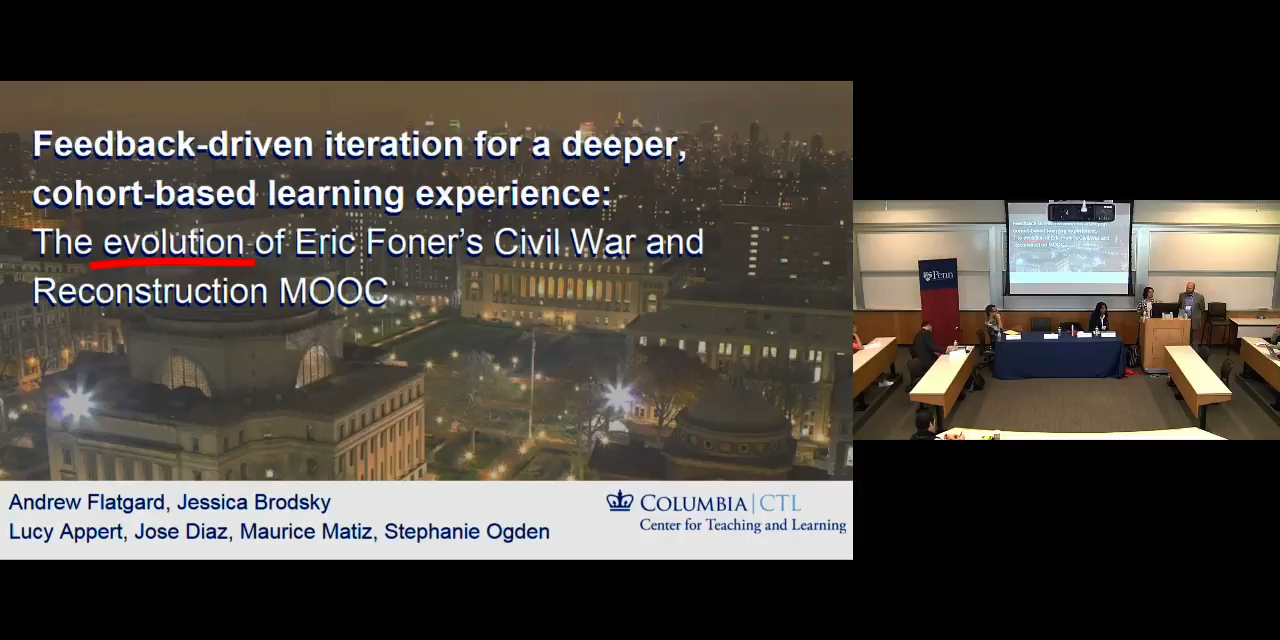 Feedback-driven iteration for a deeper,
cohort-based learning experience:
The evolution of Eric Foner’s Civil War and
Reconstruction MOOC
Andrew Flatgard, Jessica Brodsky
Lucy Appert, Jose Diaz, Maurice Matiz, Stephanie Ogden
COLUMBIA | CTL
Center for Teaching and Learning
Penn